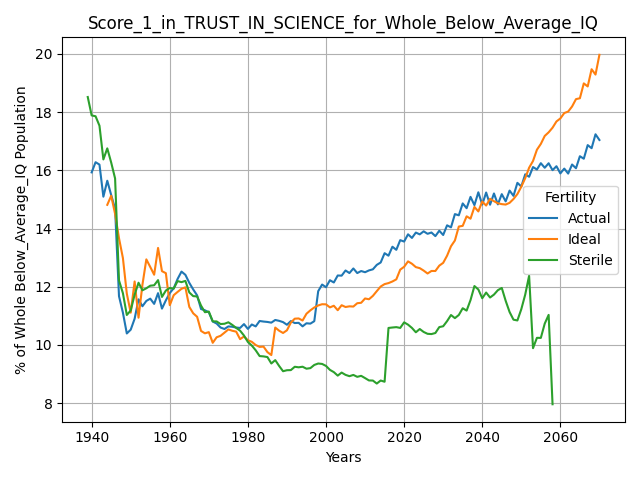 Score_1_in_TRUST_IN_SCIENCE_for_Whole_Below_Average_IQ
% of Whole Below_Average_IQ Population
20
18
16
14
12
10
8
Fertility
Actual
Ideal
Sterile
1940 1960 1980 2000 2020 2040 2060
Years